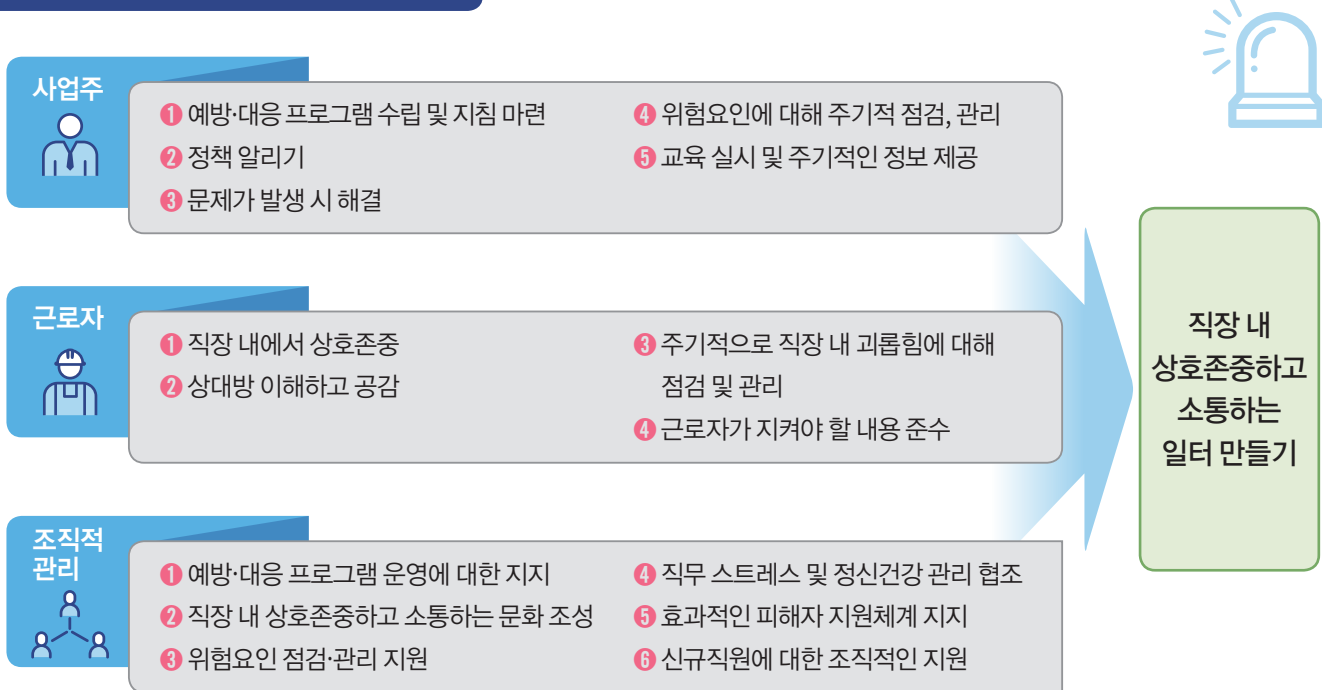 사업주
❶ 예방·대응 프로그램 수립 및 지침 마련
❷ 정책 알리기
❸ 문제가 발생 시 해결
❹ 위험요인에 대해 주기적 점검, 관리
❺ 교육 실시 및 주기적인 정보 제공
근로자
❶ 직장 내에서 상호존중
❷ 상대방 이해하고 공감
❸ 주기적으로 직장 내 괴롭힘에 대해
점검 및 관리
❹ 근로자가 지켜야 할 내용 준수
조직적
관리
❶ 예방·대응 프로그램 운영에 대한 지지
❷ 직장 내 상호존중하고 소통하는 문화 조성
❸ 위험요인 점검·관리 지원
❹ 직무 스트레스 및 정신건강 관리 협조
❺ 효과적인 피해자 지원체계 지지
❻ 신규직원에 대한 조직적인 지원
직장 내
상호존중하고
소통하는
일터 만들기